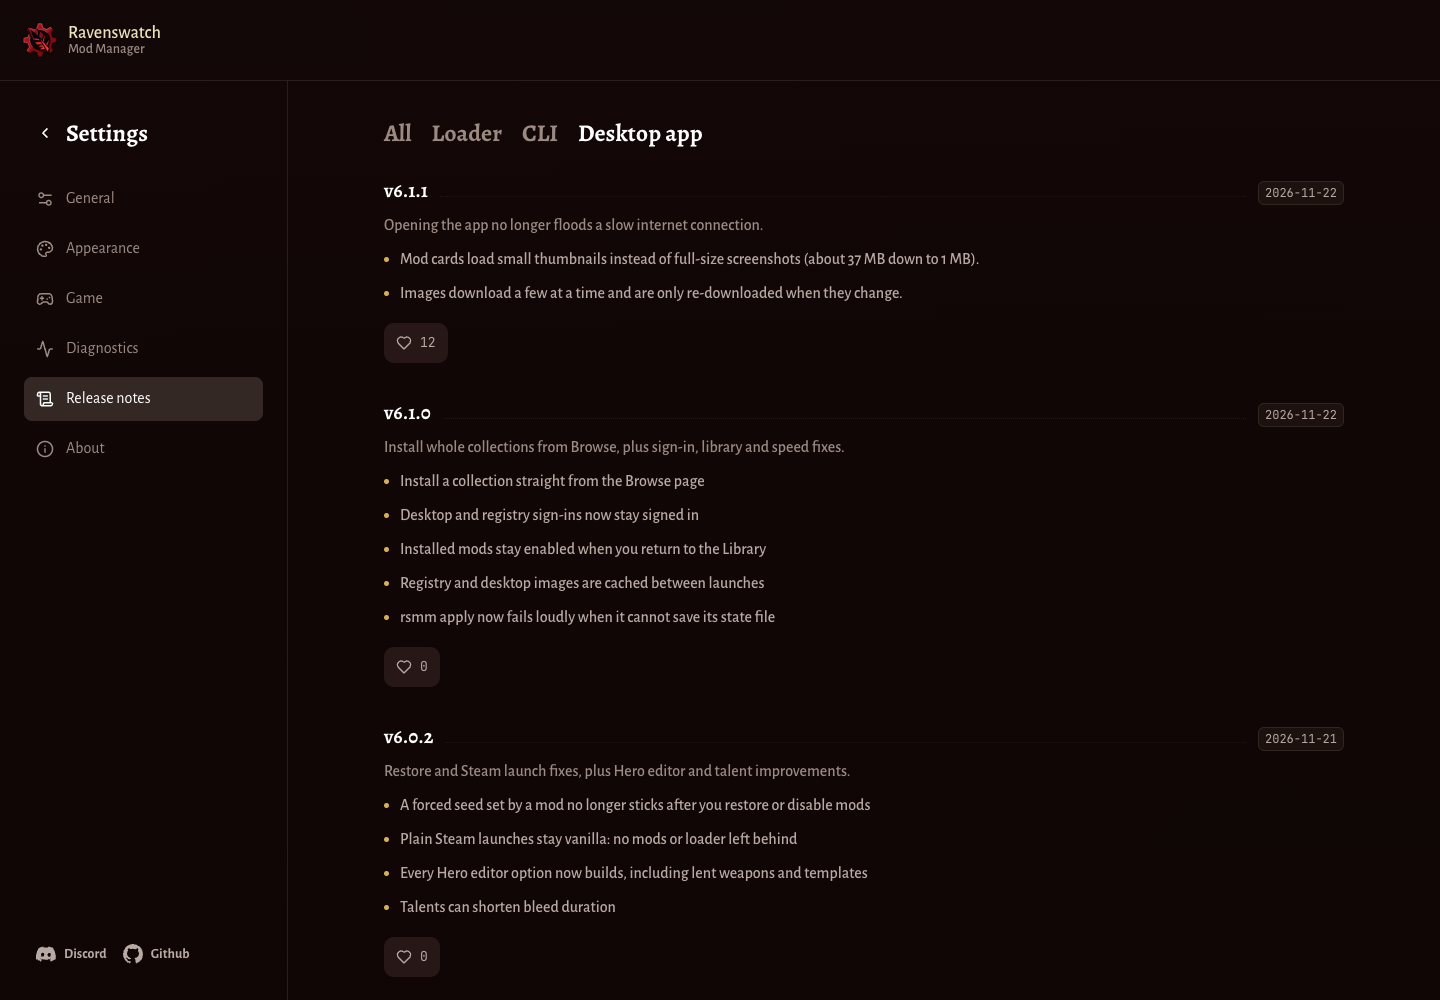 Ravenswatch
Mod Manager
Settings
General
Appearance
Game
Diagnostics
Release notes
About
Discord Github
All Loader CLI Desktop app
v6.1.1 2026-11-22
Opening the app no longer floods a slow internet connection.
Mod cards load small thumbnails instead of full-size screenshots (about 37 MB down to 1 MB).
Images download a few at a time and are only re-downloaded when they change.
12
v6.1.0 2026-11-22
Install whole collections from Browse, plus sign-in, library and speed fixes.
Install a collection straight from the Browse page
Desktop and registry sign-ins now stay signed in
Installed mods stay enabled when you return to the Library
Registry and desktop images are cached between launches
rsmm apply now fails loudly when it cannot save its state file
0
v6.0.2 2026-11-21
Restore and Steam launch fixes, plus Hero editor and talent improvements.
A forced seed set by a mod no longer sticks after you restore or disable mods
Plain Steam launches stay vanilla: no mods or loader left behind
Every Hero editor option now builds, including lent weapons and templates
Talents can shorten bleed duration
0